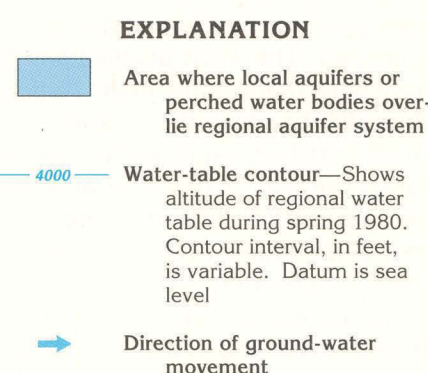 EXPLANATION
Area where local aquifers or
perched water bodies over-
lie regional aquifer system
4000
Water-table contour—Shows
altitude of regional water
table during spring 1980.
Contour interval, in feet,
is variable. Datum is sea
level
Direction of ground-water
movement